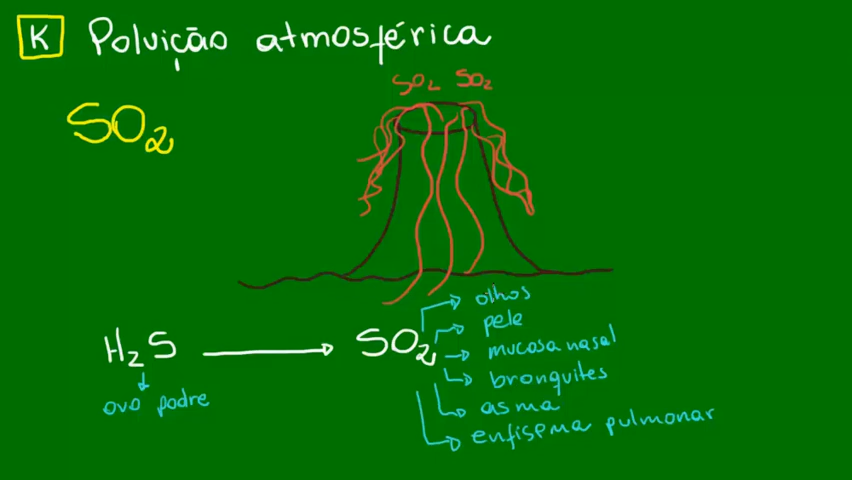 K Poluição atmosférica
SO2 SO2
SO2
olhos
pele
H2S SO2
mucosa nasal
bronquites
ovo podre
asma
enfisema pulmonar